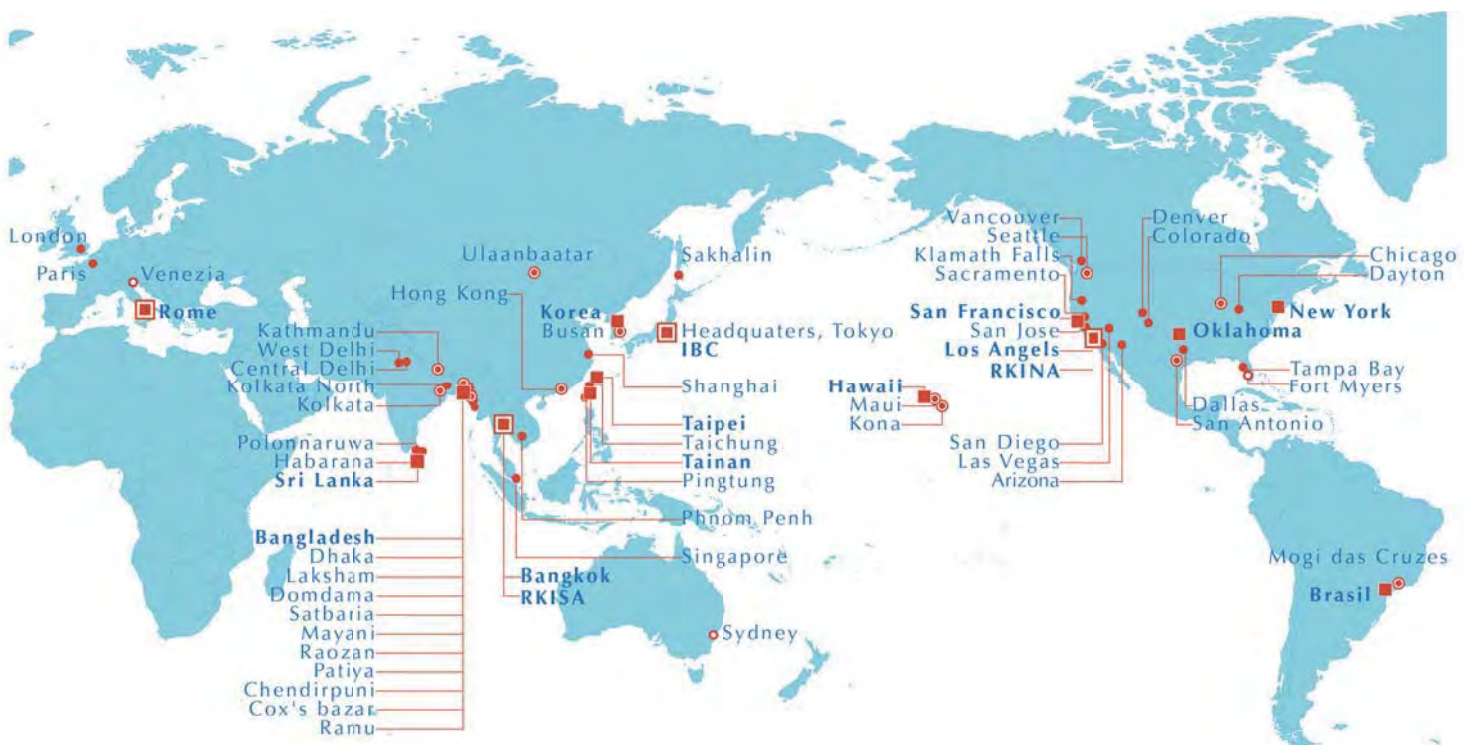 London
Paris
Venezia
Rome
Ulaanbaatar
Hong Kong
Sakhalin
Korea
Busan
Headquaters, Tokyo
IBC
Kathmandu
West Delhi
Central Delhi
Kolkata North
Kolkata
Shanghai
Polonnaruwa
Habarana
Sri Lanka
Taipei
Taichung
Tainan
Pingtung
Phnom Penh
Singapore
Bangkok
RKISA
Bangladesh
Dhaka
Laksham
Domdama
Satbaria
Mayani
Raozan
Patiya
Chendirpuni
Cox's bazar
Ramu
Sydney
Vancouver
Seattle
Klamath Falls
Sacramento
San Francisco
San Jose
Los Angels
RKINA
Hawaii
Maui
Kona
San Diego
Las Vegas
Arizona
Denver
Colorado
Chicago
Dayton
New York
Oklahoma
Tampa Bay
Fort Myers
Dallas
San Antonio
Mogi das Cruzes
Brasil